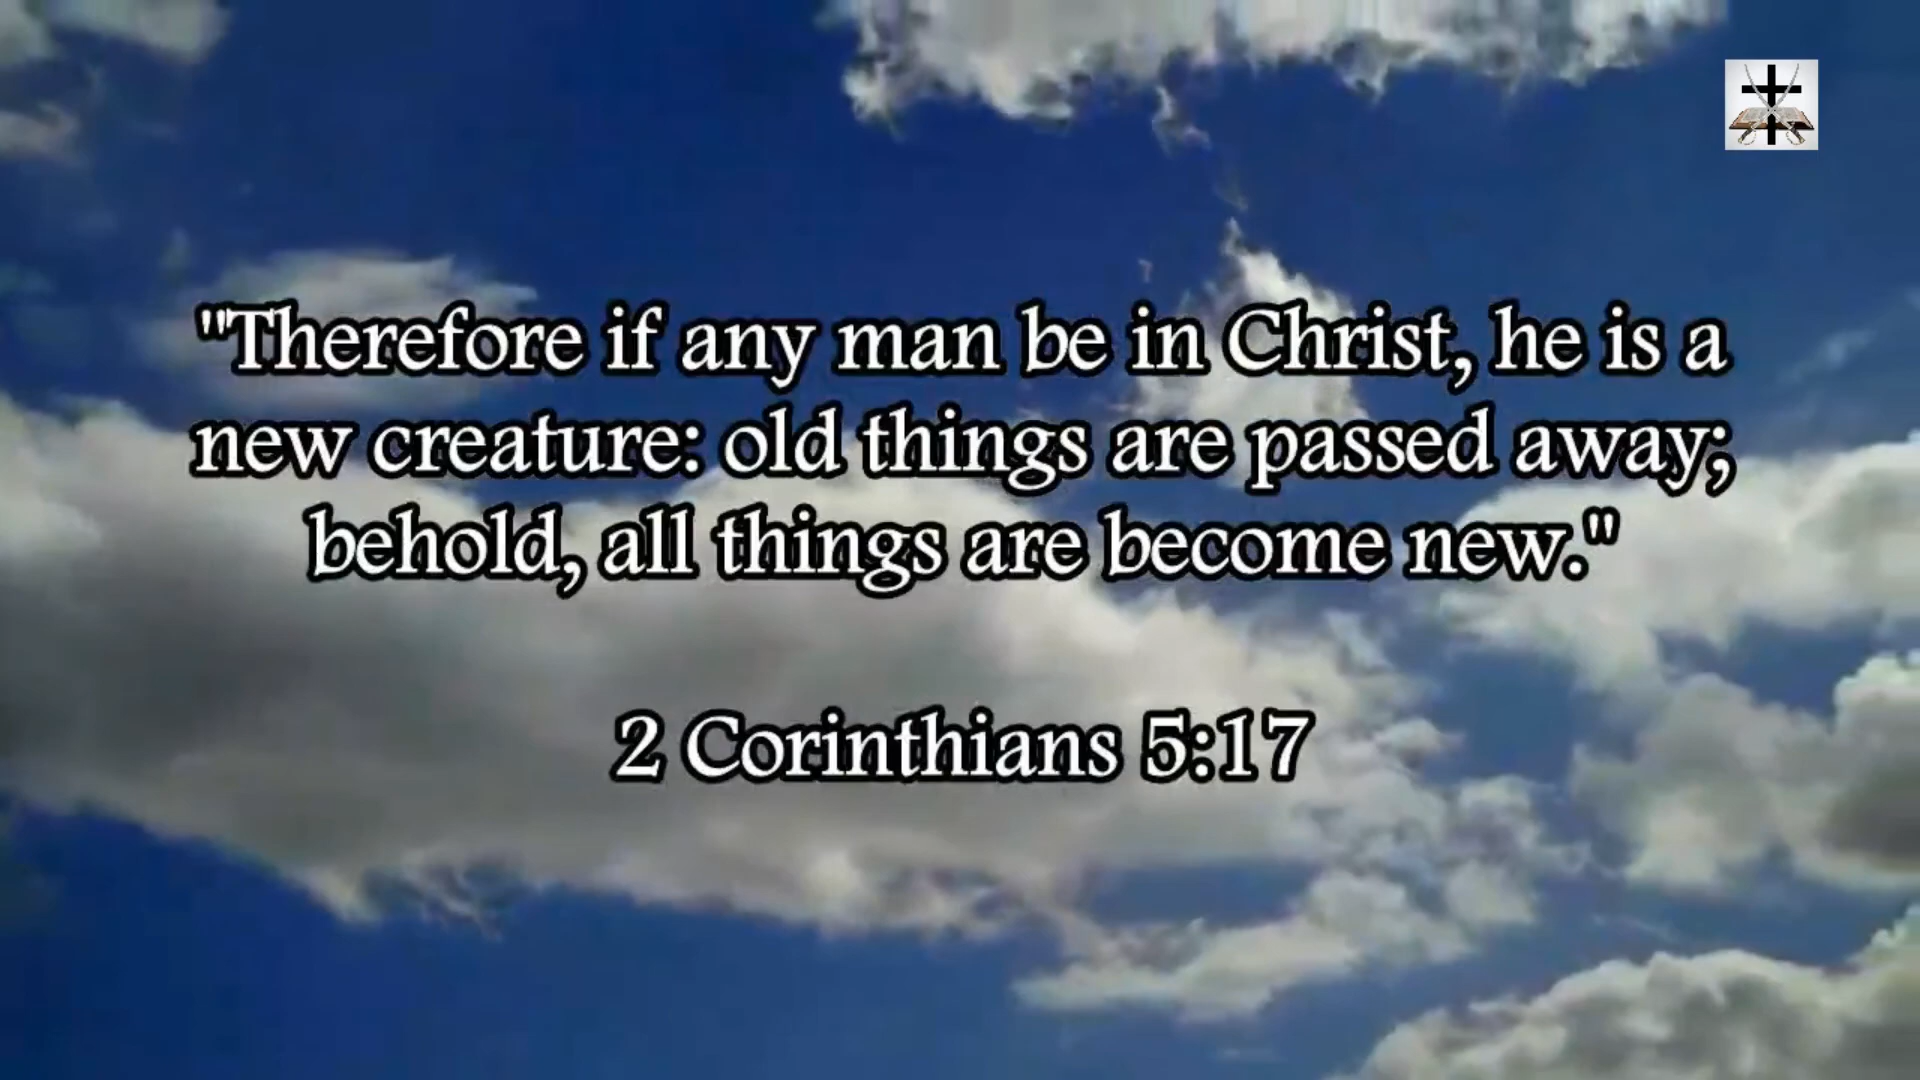 "Therefore if any man be in Christ, he is a
new creature: old things are passed away;
behold, all things are become new."
2 Corinthians 5:17